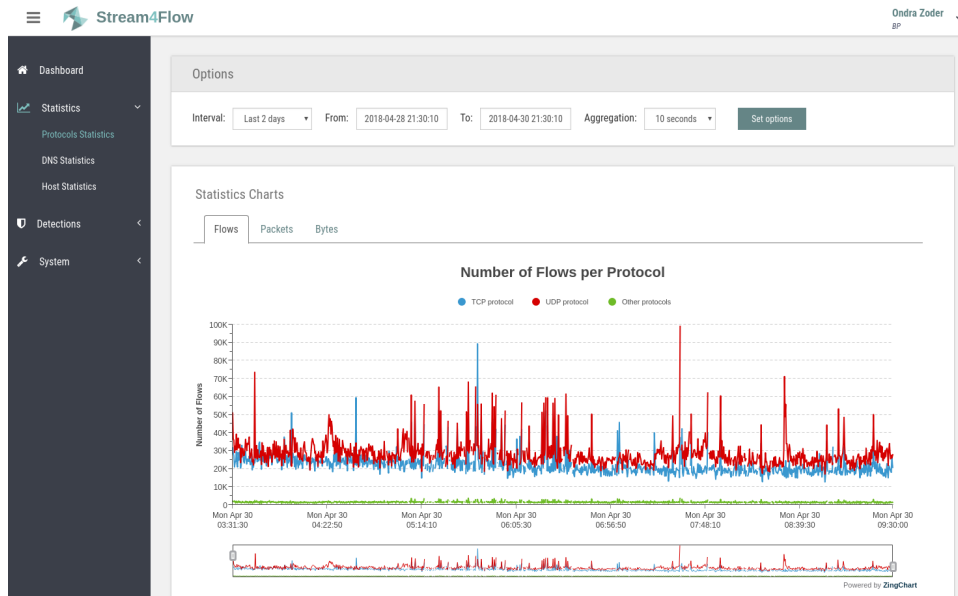 Stream4Flow
Ondra Zoder
BP
Dashboard
Statistics
Protocols Statistics
DNS Statistics
Host Statistics
Detections
System
Options
Interval: Last 2 days From: 2018-04-28 21:30:10 To: 2018-04-30 21:30:10 Aggregation: 10 seconds Set options
Statistics Charts
Flows Packets Bytes
Number of Flows per Protocol
TCP protocol UDP protocol Other protocols
Number of Flows
100K
90K
80K
70K
60K
50K
40K
30K
20K
10K
0
Mon Apr 30 Mon Apr 30 Mon Apr 30 Mon Apr 30 Mon Apr 30 Mon Apr 30 Mon Apr 30 Mon Apr 30
03:31:30 04:22:50 05:14:10 06:05:30 06:56:50 07:48:10 08:39:30 09:30:00
Powered by ZingChart